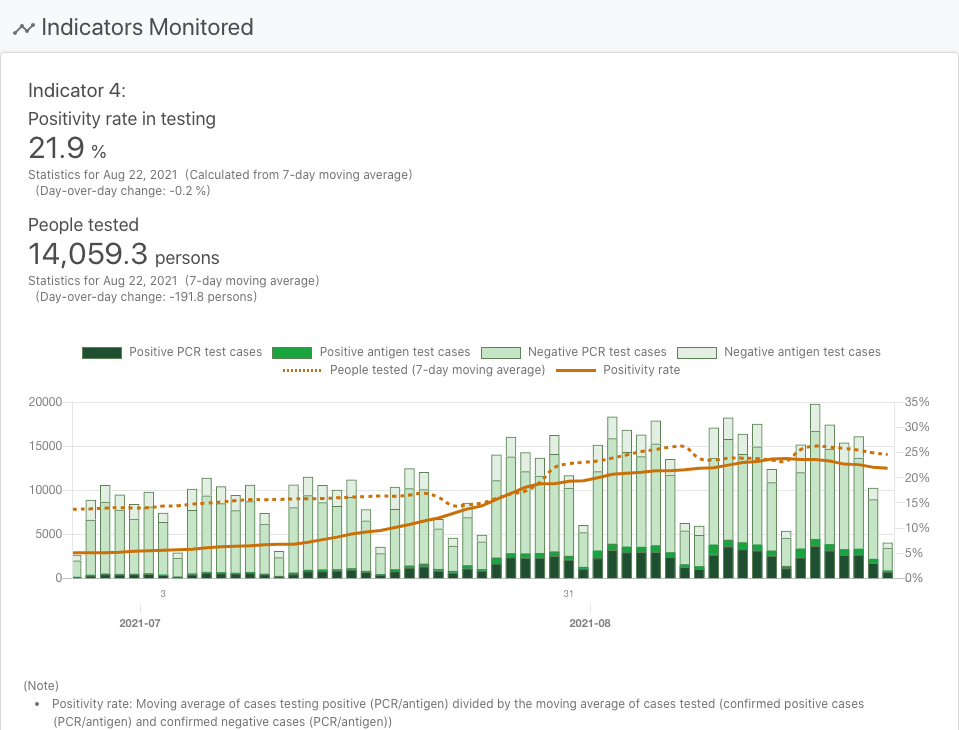 Indicators Monitored
Indicator 4:
Positivity rate in testing
21.9 %
Statistics for Aug 22, 2021 (Calculated from 7-day moving average)
(Day-over-day change: -0.2 %)
People tested
14,059.3 persons
Statistics for Aug 22, 2021 (7-day moving average)
(Day-over-day change: -191.8 persons)
Positive PCR test cases Positive antigen test cases Negative PCR test cases Negative antigen test cases
People tested (7-day moving average) Positivity rate
20000 35%
30%
15000 25%
10000 20%
15%
5000 10%
5%
0 0%
3 31
2021-07 2021-08
(Note)
• Positivity rate: Moving average of cases testing positive (PCR/antigen) divided by the moving average of cases tested (confirmed positive cases
(PCR/antigen) and confirmed negative cases (PCR/antigen))